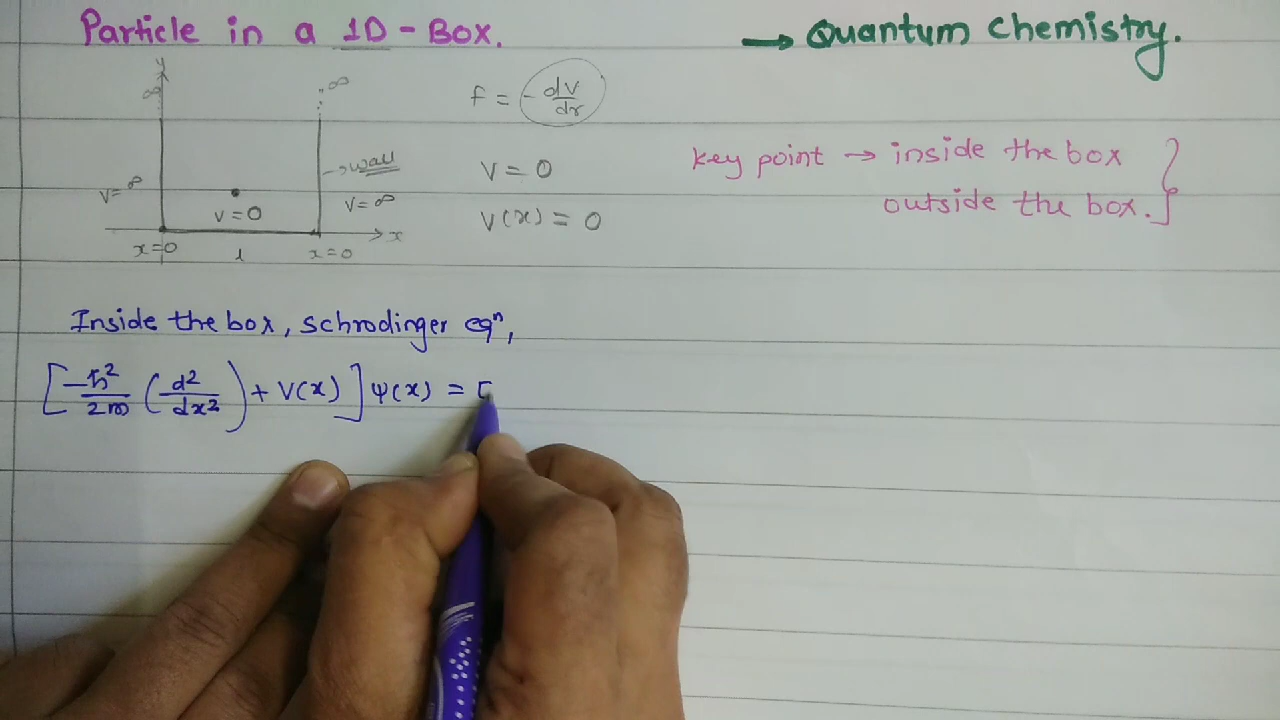 Particle in a 1D - Box.
→ Quantum Chemistry.
y
∞
∞
f = - dv/dr
→ wall
key point → inside the box
outside the box.
v = ∞
v = 0
v = ∞
v = 0
v(x) = 0
x
x=0
l
x=0
Inside the box, schrodinger eqⁿ,
[-ħ²/2m (d²/dx²) + V(x)] ψ(x) =